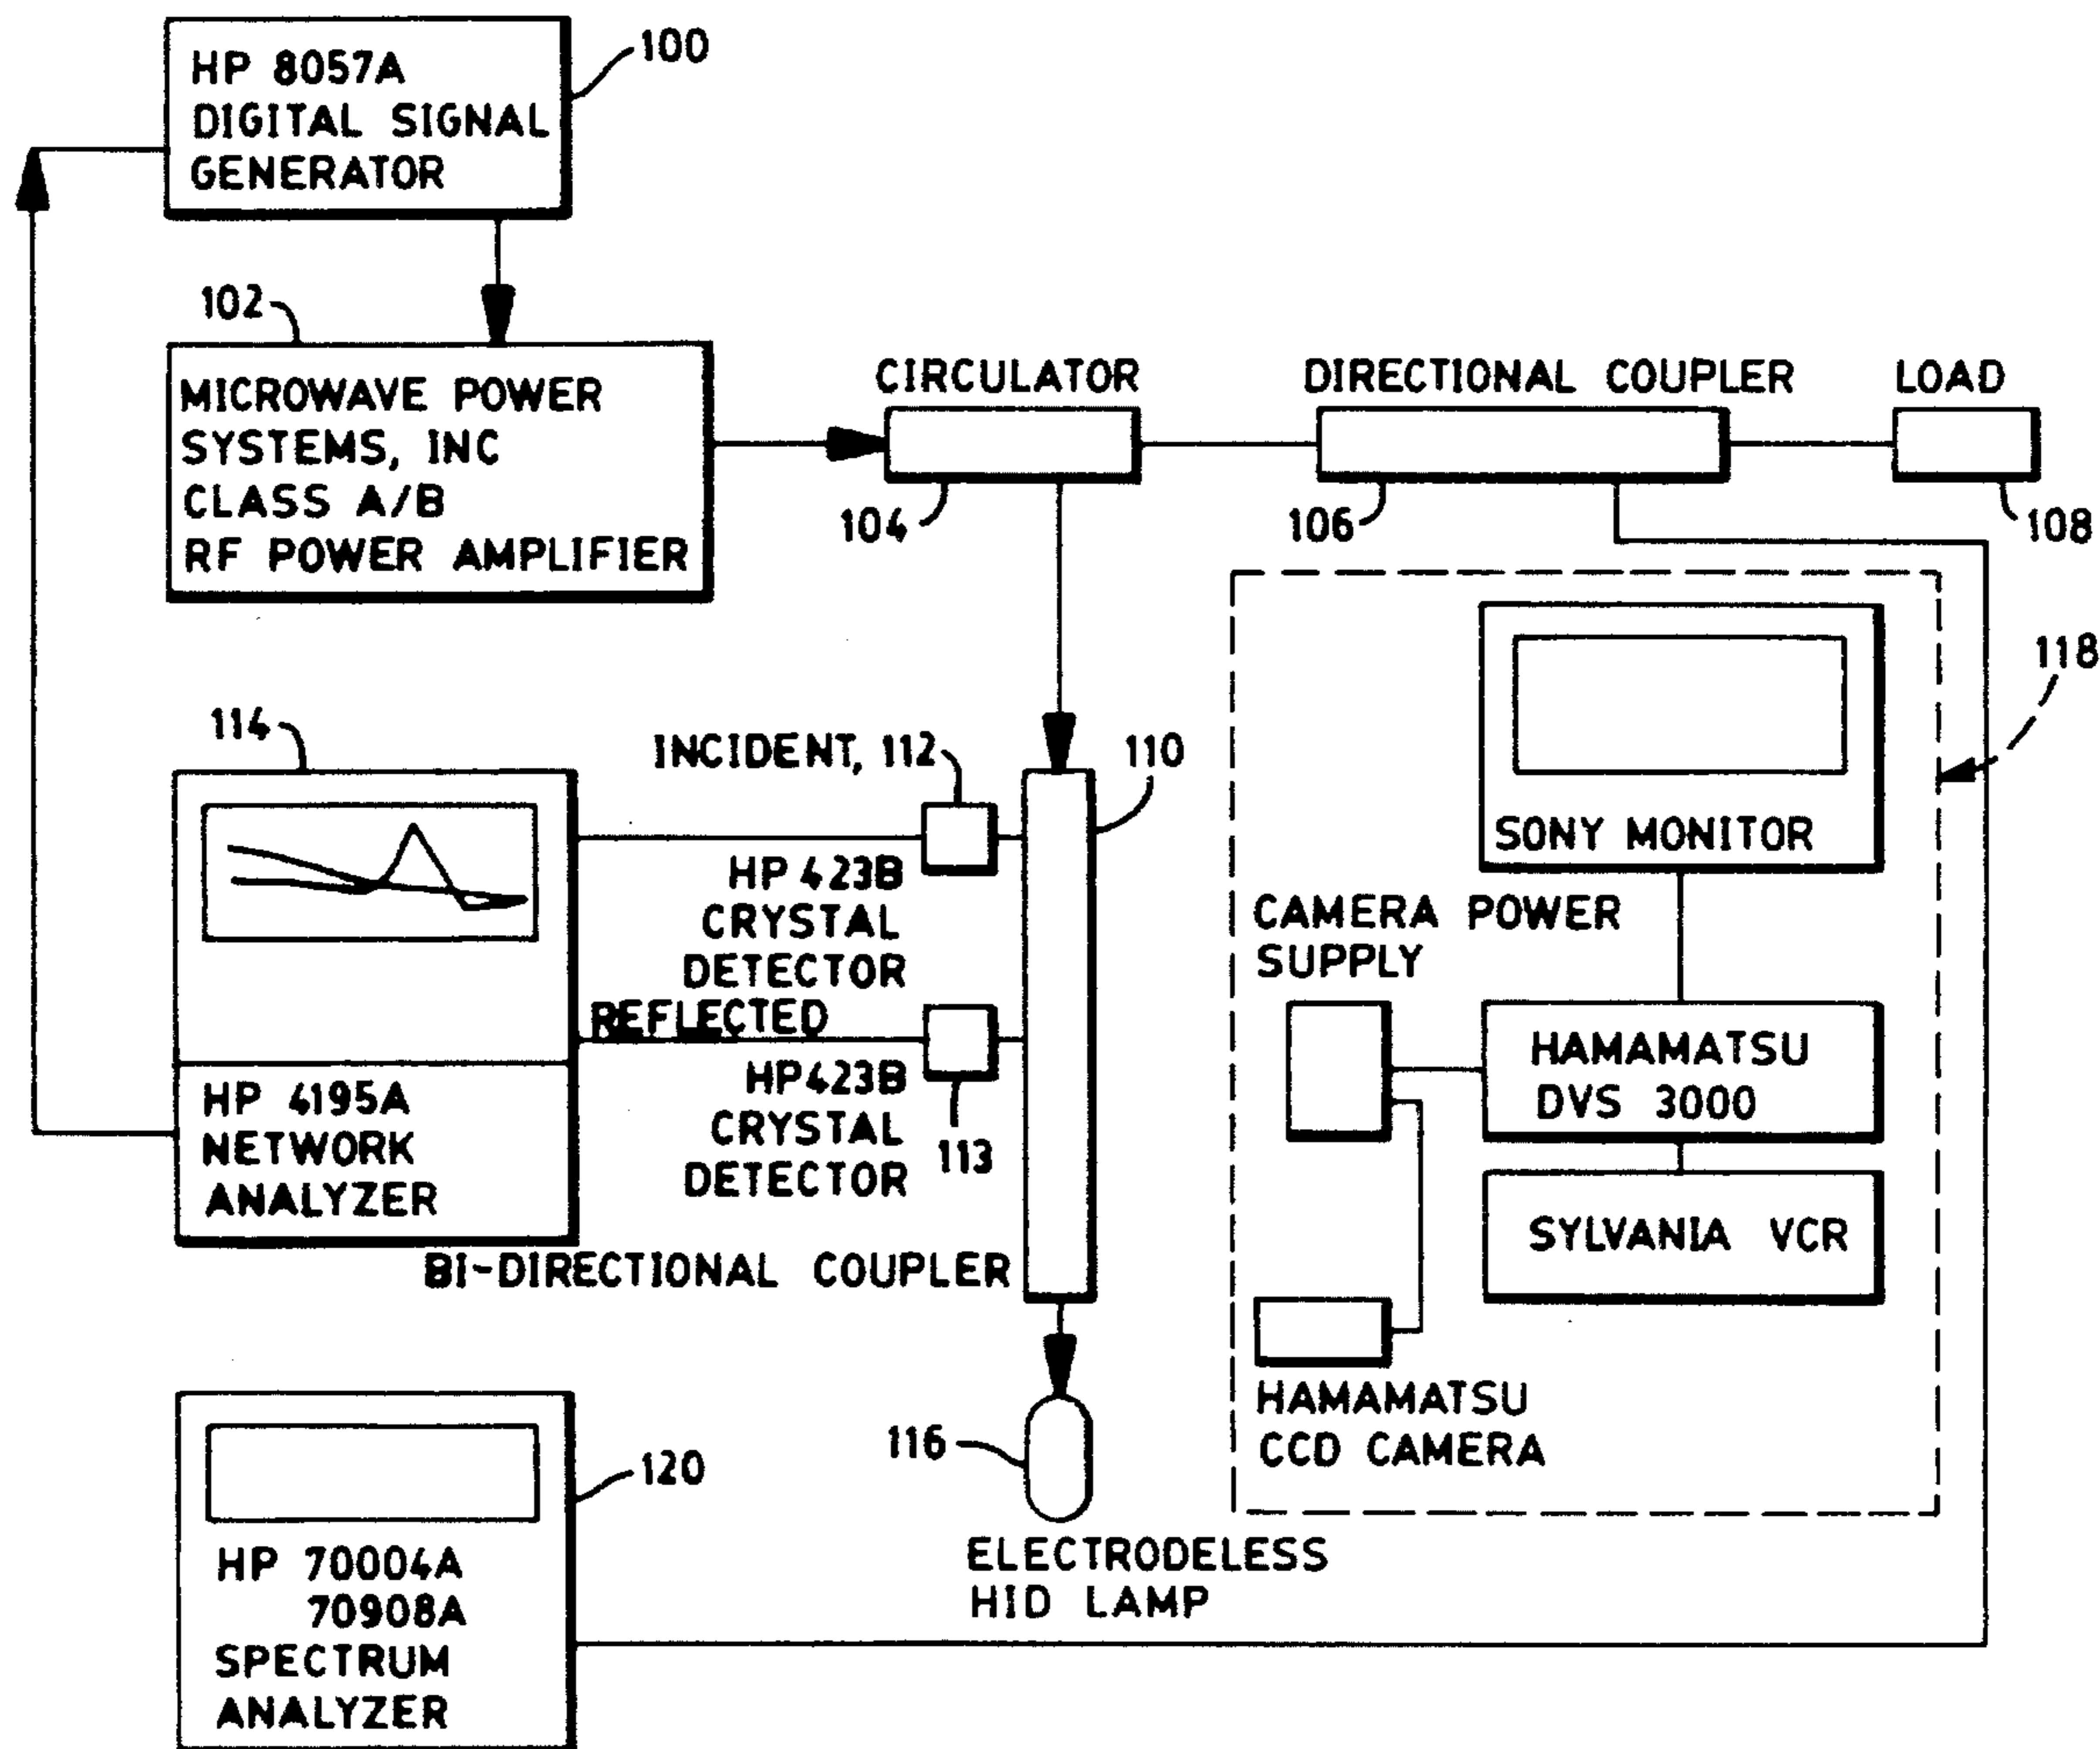 HP 8057A
DIGITAL SIGNAL
GENERATOR
100
102
MICROWAVE POWER
SYSTEMS, INC
CLASS A/B
RF POWER AMPLIFIER
CIRCULATOR
104
DIRECTIONAL COUPLER
106
LOAD
108
118
114
INCIDENT, 112
110
HP 423B
CRYSTAL
DETECTOR
REFLECTED
HP423B
CRYSTAL
DETECTOR
113
HP 4195A
NETWORK
ANALYZER
BI-DIRECTIONAL COUPLER
SONY MONITOR
CAMERA POWER
SUPPLY
HAMAMATSU
DVS 3000
SYLVANIA VCR
HAMAMATSU
CCD CAMERA
116
ELECTRODELESS
HID LAMP
120
HP 70004A
70908A
SPECTRUM
ANALYZER